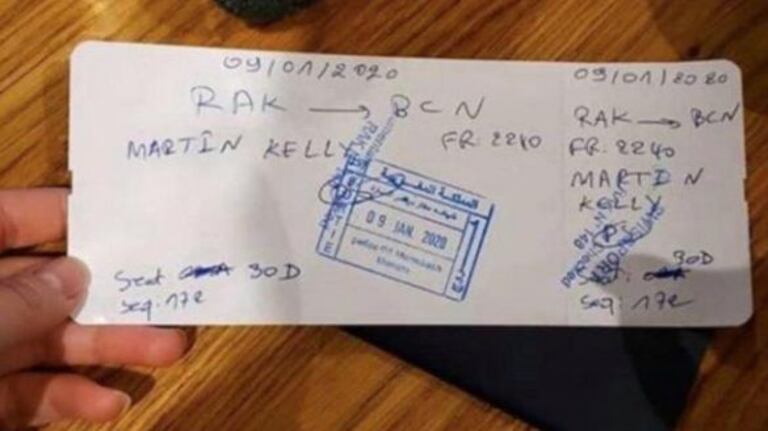 09/01/2020
RAK → BCN
MARTIN KELLY FR. 2240
09 JAN. 2020
Seat 30D
Seq: 172
09/01/2020
RAK → BCN
FR. 2240
MARTIN
KELLY
30D
Seq: 172